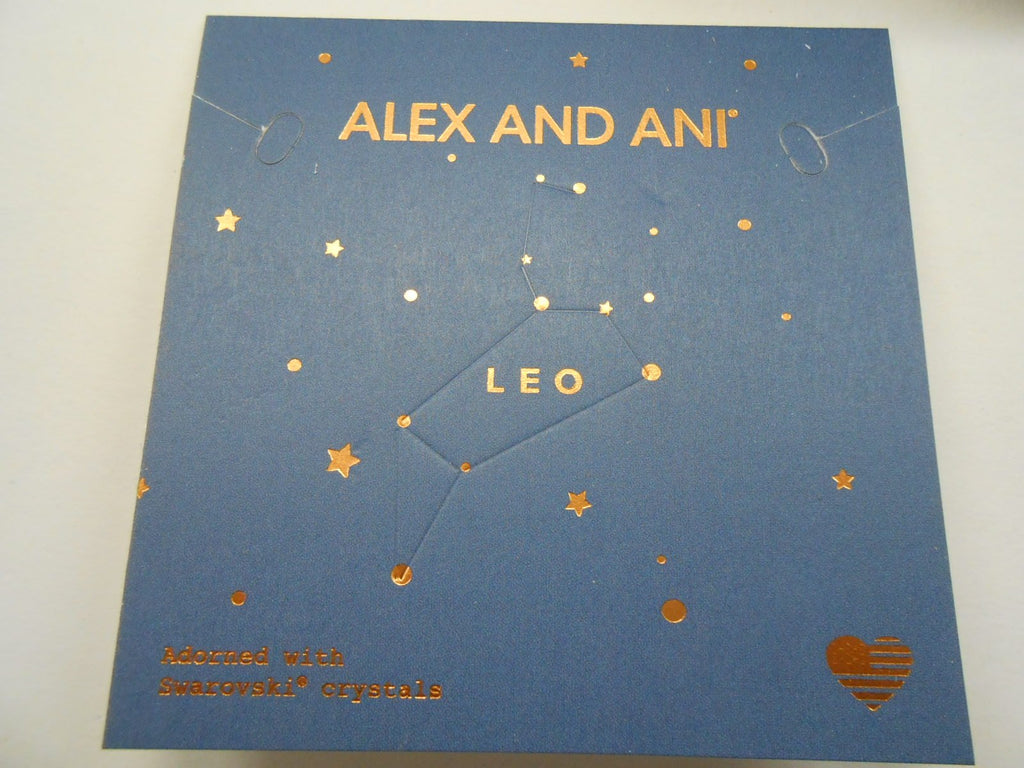 ALEX AND ANI®
LEO
Adorned with
Swarovski® crystals